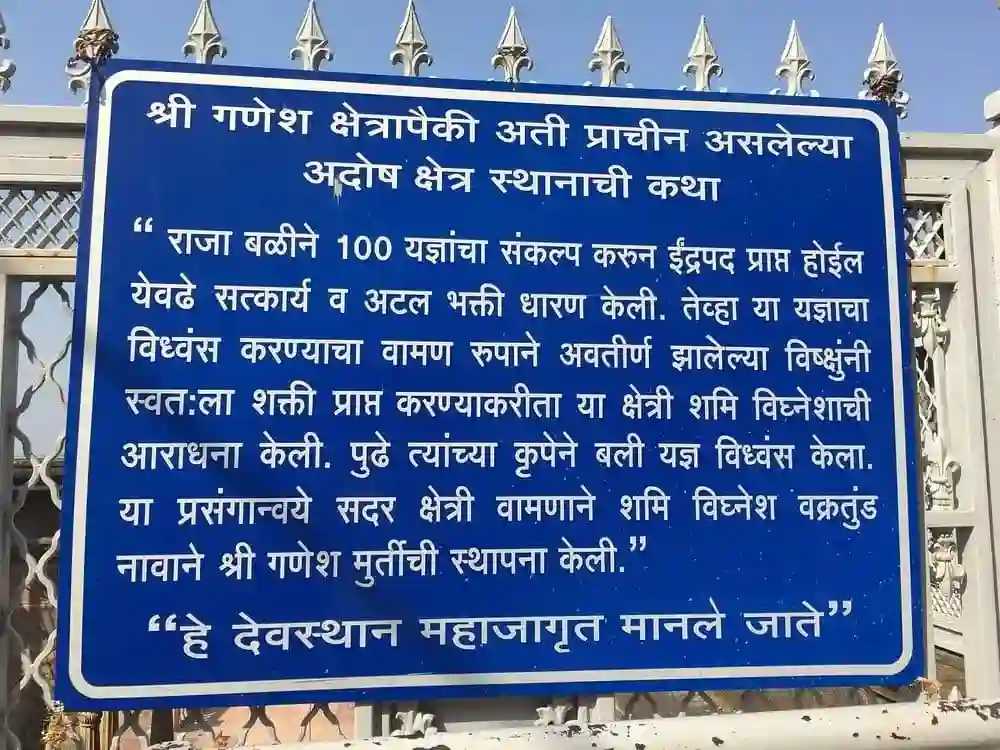 श्री गणेश क्षेत्रापैकी अती प्राचीन असलेल्या
अदोष क्षेत्र स्थानाची कथा
“ राजा बळीने 100 यज्ञांचा संकल्प करुन ईंद्रपद प्राप्त होईल
येवढे सत्कार्य व अटल भक्ती धारण केली. तेव्हा या यज्ञाचा
विध्वंस करण्याचा वामण रुपाने अवतीर्ण झालेल्या विष्क्षुंनी
स्वत:ला शक्ती प्राप्त करण्याकरीता या क्षेत्री शमि विघ्नेशाची
आराधना केली. पुढे त्यांच्या कृपेने बली यज्ञ विध्वंस केला.
या प्रसंगान्वये सदर क्षेत्री वामणाने शमि विघ्नेश वक्रतुंड
नावाने श्री गणेश मुर्तीची स्थापना केली.”
“हे देवस्थान महाजागृत मानले जाते”